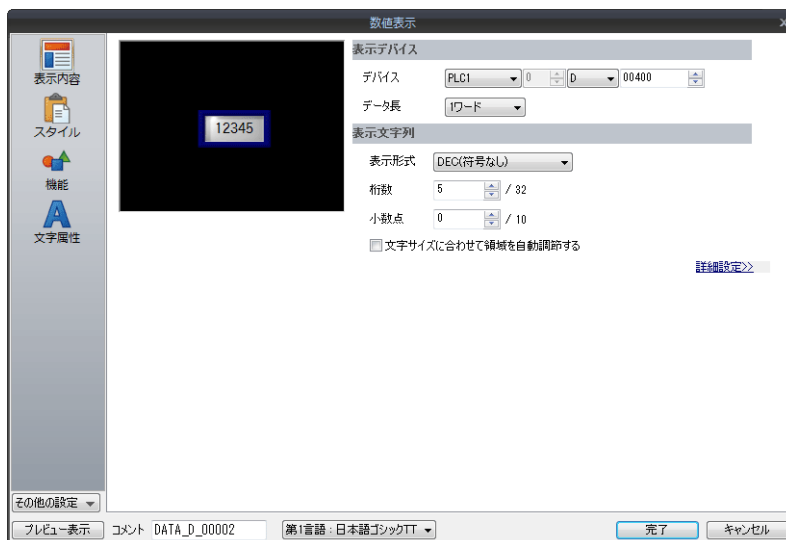 数値表示
表示内容
スタイル
機能
文字属性
12345
表示デバイス
デバイス PLC1 0 D 00400
データ長 1ワード
表示文字列
表示形式 DEC(符号なし)
桁数 5 / 32
小数点 0 / 10
文字サイズに合わせて領域を自動調節する
詳細設定>>
その他の設定
プレビュー表示 コメント DATA_D_00002 第1言語:日本語ゴシックTT 完了 キャンセル